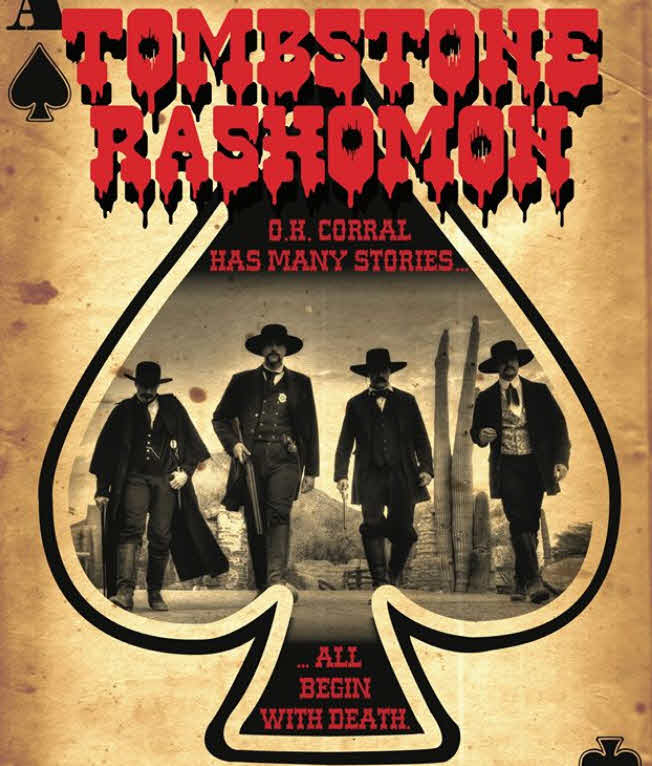 A
TOMBSTONE
RASHOMON
O.H. CORRAL
HAS MANY STORIES...
... ALL
BEGIN
WITH DEATH.